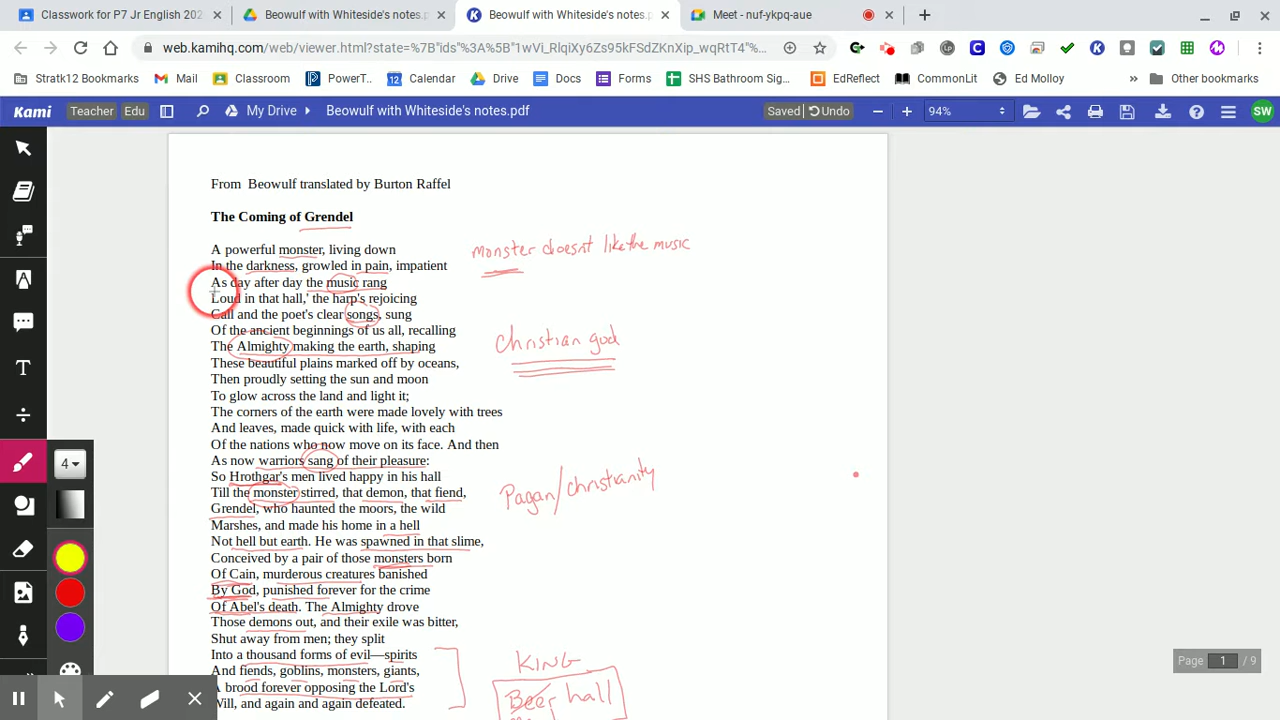 Classwork for P7 Jr English 202
Beowulf with Whiteside's notes.p
Beowulf with Whiteside's notes.p
Meet - nuf-ykpq-aue
web.kamihq.com/web/viewer.html?state=%7B"ids"%3A%5B"1wVi_RlqiXy6Zs95kFSdZKnXip_wqRtT4"%...
Stratk12 Bookmarks
Mail
Classroom
PowerT...
Calendar
Drive
Docs
Forms
SHS Bathroom Sig...
EdReflect
CommonLit
Ed Molloy
Other bookmarks
Kami
Teacher
Edu
My Drive
Beowulf with Whiteside's notes.pdf
Saved
Undo
94%
SW
From Beowulf translated by Burton Raffel
The Coming of Grendel
A powerful monster, living down
In the darkness, growled in pain, impatient
As day after day the music rang
Loud in that hall,' the harp's rejoicing
Call and the poet's clear songs, sung
Of the ancient beginnings of us all, recalling
The Almighty making the earth, shaping
These beautiful plains marked off by oceans,
Then proudly setting the sun and moon
To glow across the land and light it;
The corners of the earth were made lovely with trees
And leaves, made quick with life, with each
Of the nations who now move on its face. And then
As now warriors sang of their pleasure:
So Hrothgar's men lived happy in his hall
Till the monster stirred, that demon, that fiend,
Grendel, who haunted the moors, the wild
Marshes, and made his home in a hell
Not hell but earth. He was spawned in that slime,
Conceived by a pair of those monsters born
Of Cain, murderous creatures banished
By God, punished forever for the crime
Of Abel's death. The Almighty drove
Those demons out, and their exile was bitter,
Shut away from men; they split
Into a thousand forms of evil—spirits
And fiends, goblins, monsters, giants,
A brood forever opposing the Lord's
Will, and again and again defeated.
monster doesnt like the music
christian god
Pagan/christianity
KING
Beer hall
4
Page 1 / 9